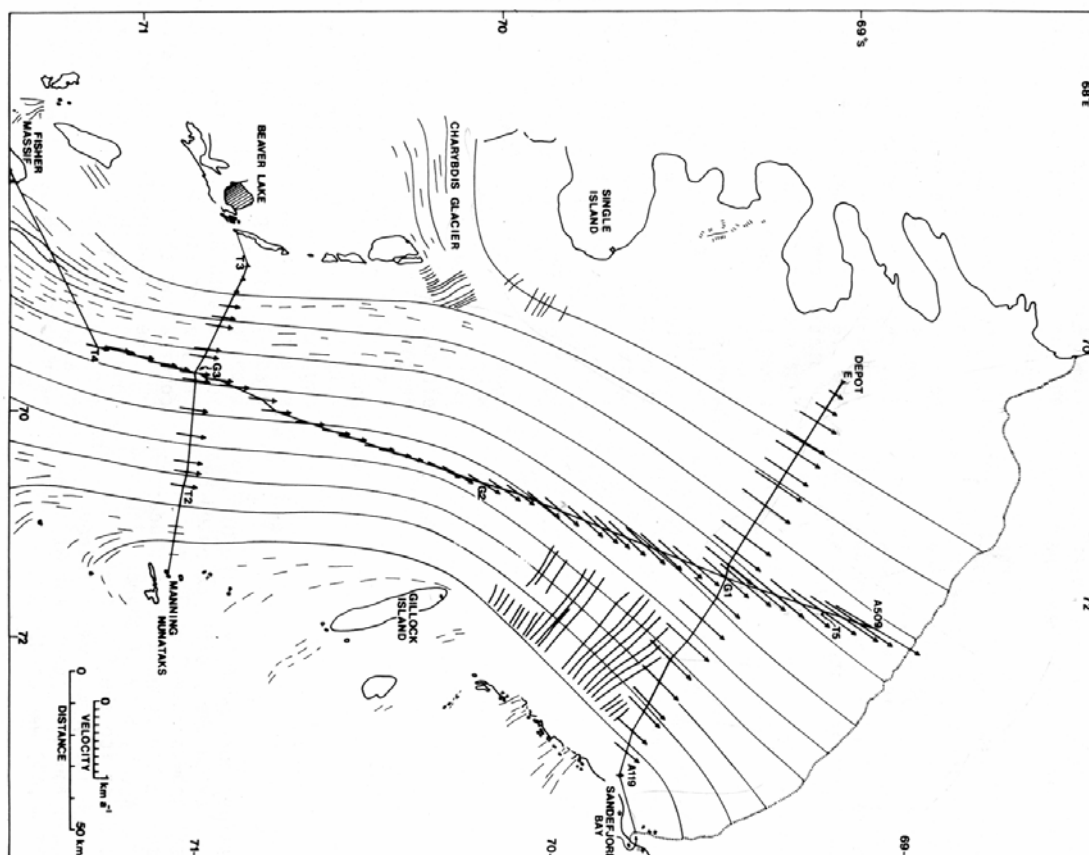 71
70
69°S
68°E
FISHER
MASSIF
BEAVER LAKE
CHARYBDIS GLACIER
SINGLE
ISLAND
T3
T4
G3
70
DEPOT
E
70
T2
G2
G1
A509
T5
72
MANNING
NUNATAKS
GILLOCK
ISLAND
72
A119
SANDEFJORD
BAY
0
1 km a⁻¹
VELOCITY
0
50 km
DISTANCE
71
70
69